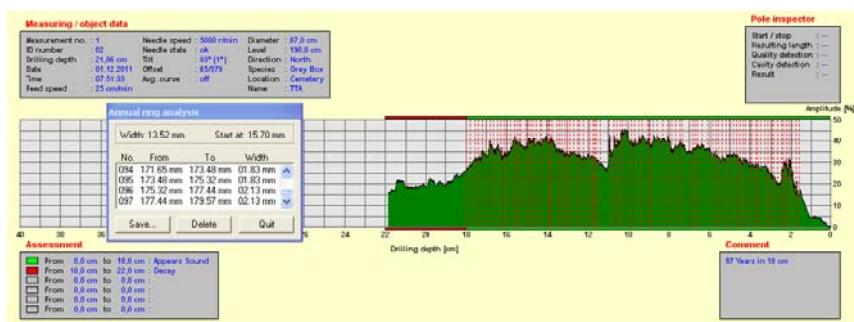 Measuring / object data
Measurement no. : 1 Needle speed : 5000 r/min Diameter : 87,0 cm
ID number : 02 Needle state : ok Level : 190,0 cm
Drilling depth : 21,86 cm Tilt Direction : North
Date : 01.12.2011 Offset : 65/079 Species : Grey Box
Time : 07:51:33 Avg. curve : off Location : Cemetery
Feed speed : 25 cm/min Name : TTA
Pole inspector
Start / stop : --
Resulting length : --
Quality detection : --
Cavity detection : --
Result : --
Annual ring analysis
Width: 13.52 mm Start at: 15.70 mm
No. From To Width
094 171.65 mm 173.48 mm 01.83 mm
095 173.48 mm 175.32 mm 01.83 mm
096 175.32 mm 177.44 mm 02.13 mm
097 177.44 mm 179.57 mm 02.13 mm
Save... Delete Quit
Amplitude [%]
50
40
30
20
10
0
40 38 36 24 22 20 18 16 14 12 10 8 6 4 2 0
Drilling depth [cm]
Assessment
From 0,0 cm to 18,0 cm : Appears Sound
From 18,0 cm to 22,0 cm : Decay
From 0,0 cm to 0,0 cm :
From 0,0 cm to 0,0 cm :
From 0,0 cm to 0,0 cm :
From 0,0 cm to 0,0 cm :
Comment
97 Years in 18 cm